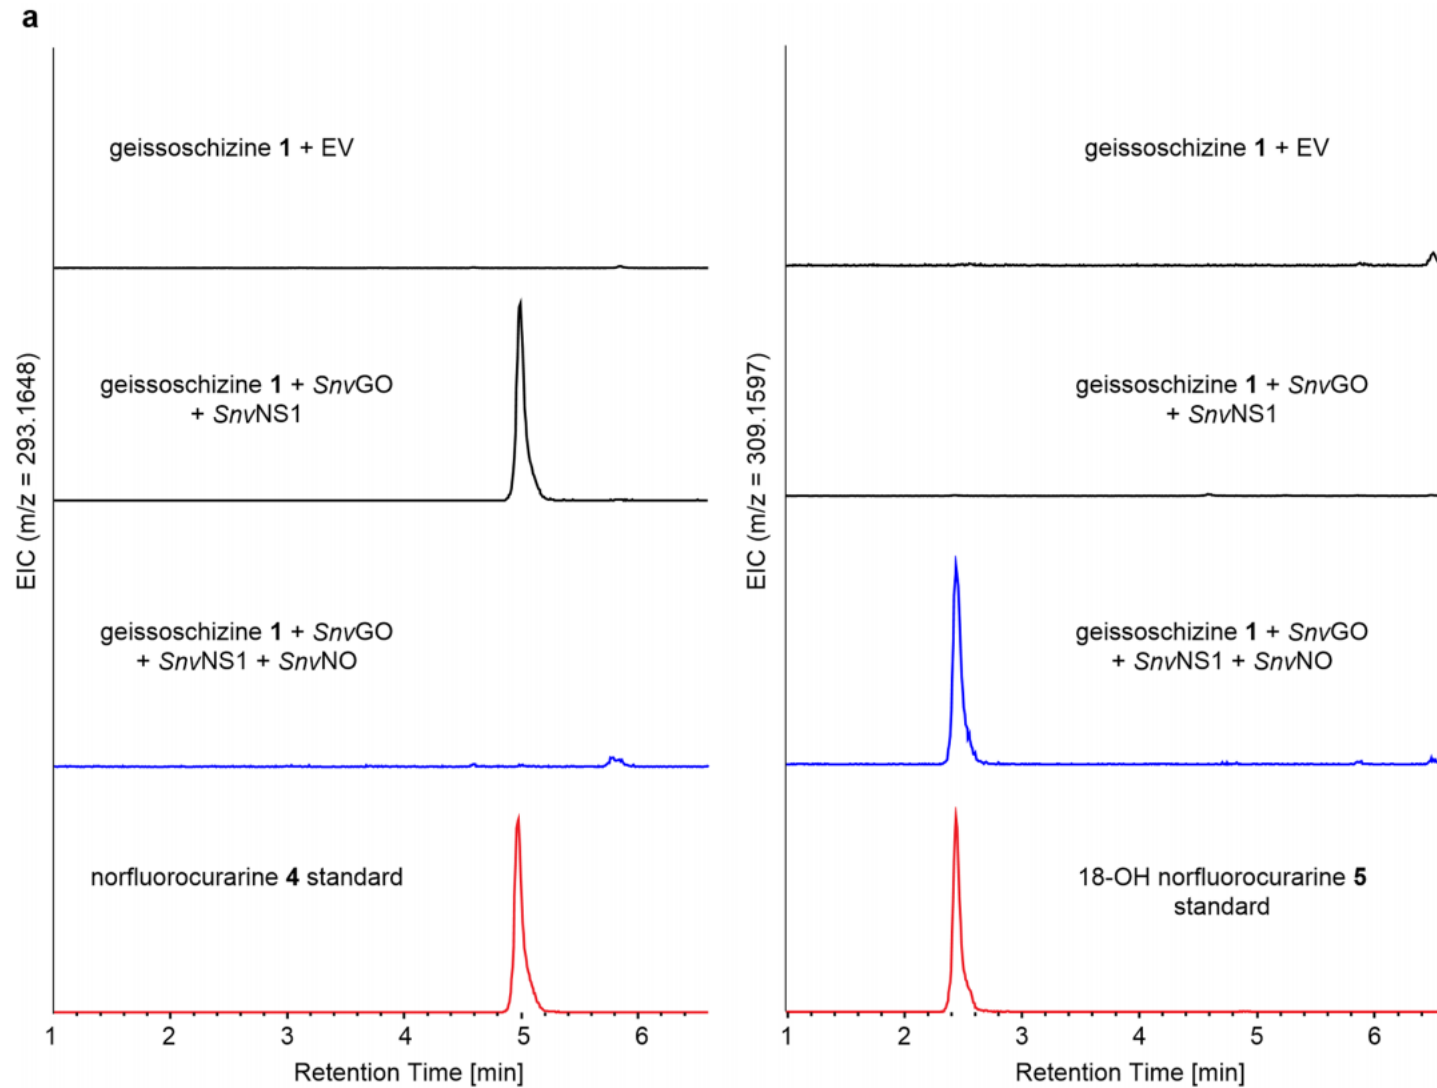 a
geissoschizine 1 + EV
geissoschizine 1 + SnvGO
+ SnvNS1
geissoschizine 1 + SnvGO
+ SnvNS1 + SnvNO
norfluorocurarine 4 standard
EIC (m/z = 293.1648)
1 2 3 4 5 6
Retention Time [min]
geissoschizine 1 + EV
geissoschizine 1 + SnvGO
+ SnvNS1
geissoschizine 1 + SnvGO
+ SnvNS1 + SnvNO
18-OH norfluorocurarine 5
standard
EIC (m/z = 309.1597)
1 2 3 4 5 6
Retention Time [min]